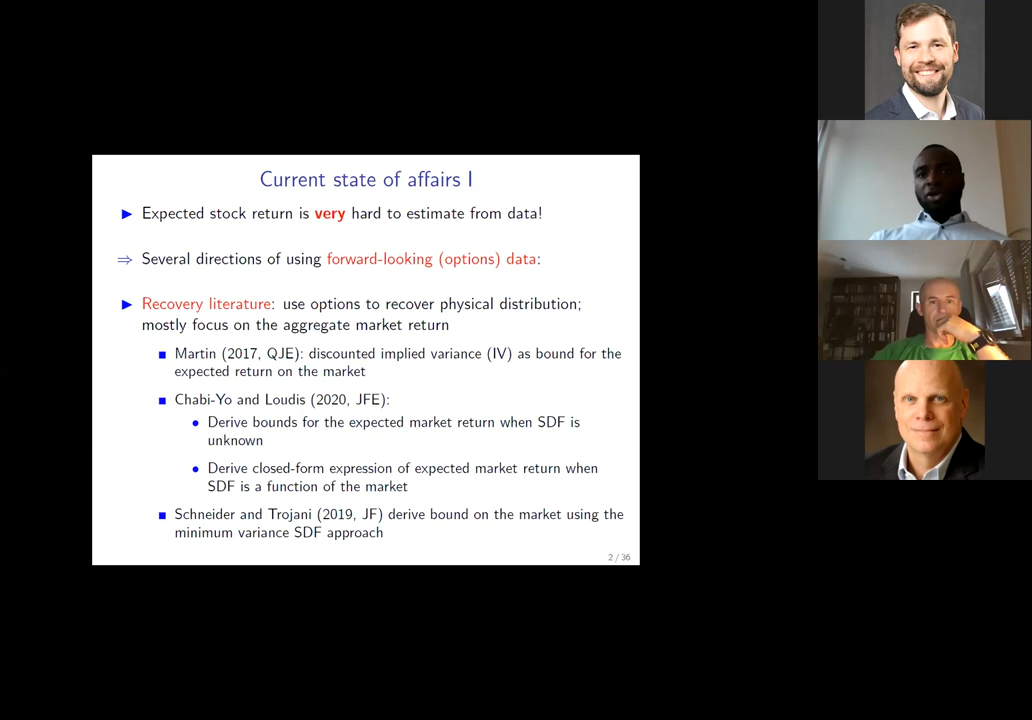 Current state of affairs I
▶ Expected stock return is very hard to estimate from data!
⇒ Several directions of using forward-looking (options) data:
▶ Recovery literature: use options to recover physical distribution;
mostly focus on the aggregate market return
■ Martin (2017, QJE): discounted implied variance (IV) as bound for the
expected return on the market
■ Chabi-Yo and Loudis (2020, JFE):
• Derive bounds for the expected market return when SDF is
unknown
• Derive closed-form expression of expected market return when
SDF is a function of the market
■ Schneider and Trojani (2019, JF) derive bound on the market using the
minimum variance SDF approach
2 / 36